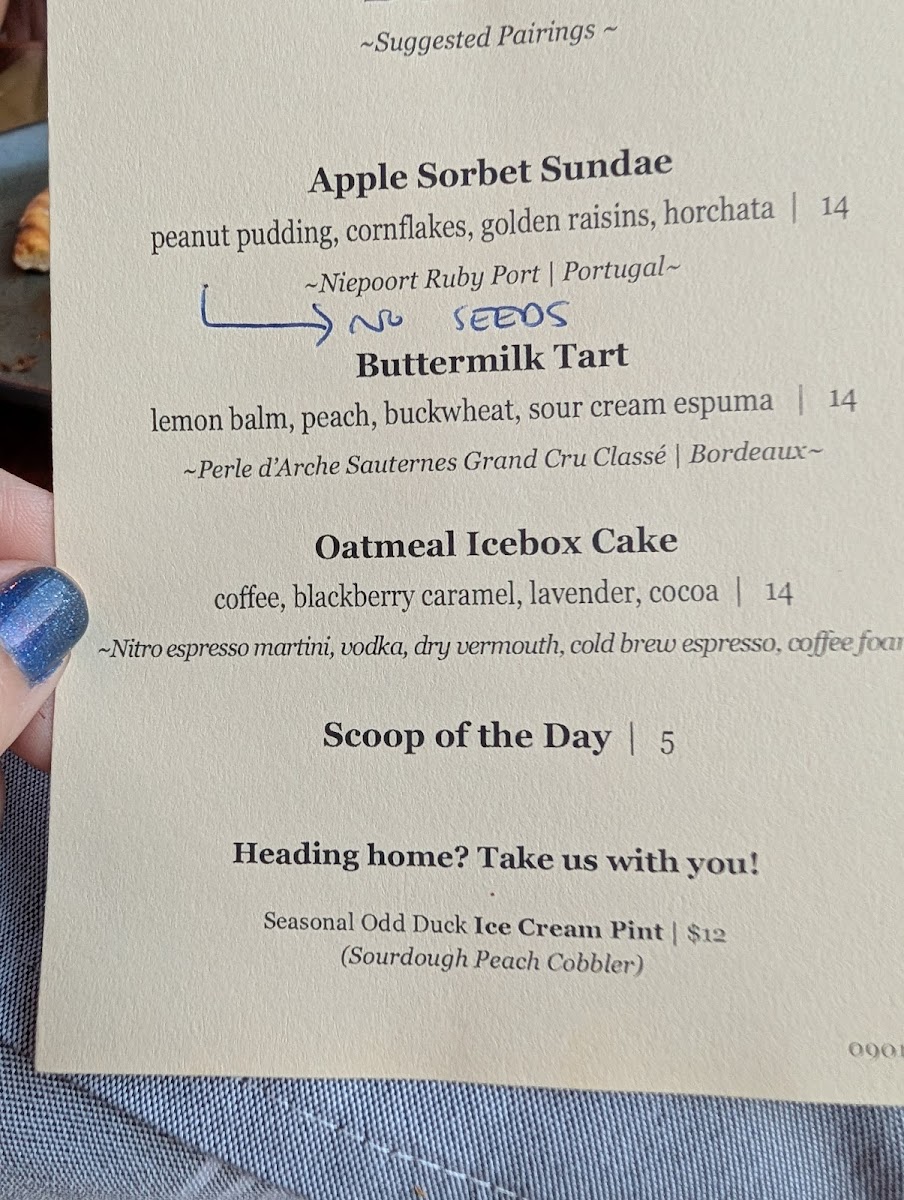 ~Suggested Pairings ~
Apple Sorbet Sundae
peanut pudding, cornflakes, golden raisins, horchata | 14
~Niepoort Ruby Port | Portugal~
NO SEEDS
Buttermilk Tart
lemon balm, peach, buckwheat, sour cream espuma | 14
~Perle d'Arche Sauternes Grand Cru Classé | Bordeaux~
Oatmeal Icebox Cake
coffee, blackberry caramel, lavender, cocoa | 14
~Nitro espresso martini, vodka, dry vermouth, cold brew espresso, coffee
Scoop of the Day | 5
Heading home? Take us with you!
Seasonal Odd Duck Ice Cream Pint | $12
(Sourdough Peach Cobbler)